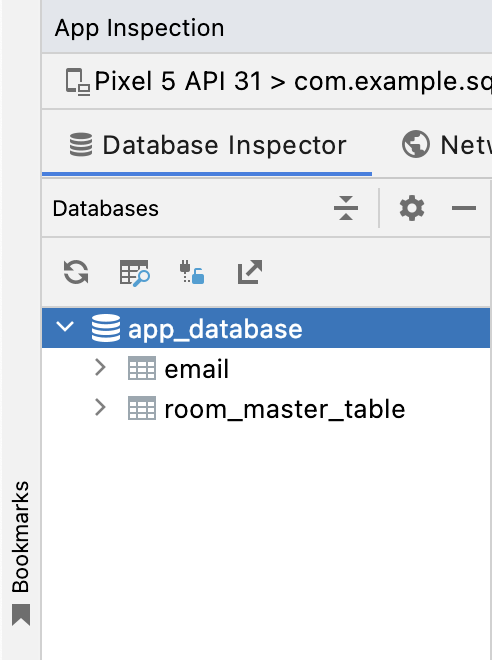 App Inspection
Pixel 5 API 31 > com.example.sq
Database Inspector
Netw
Databases
app_database
email
room_master_table
Bookmarks